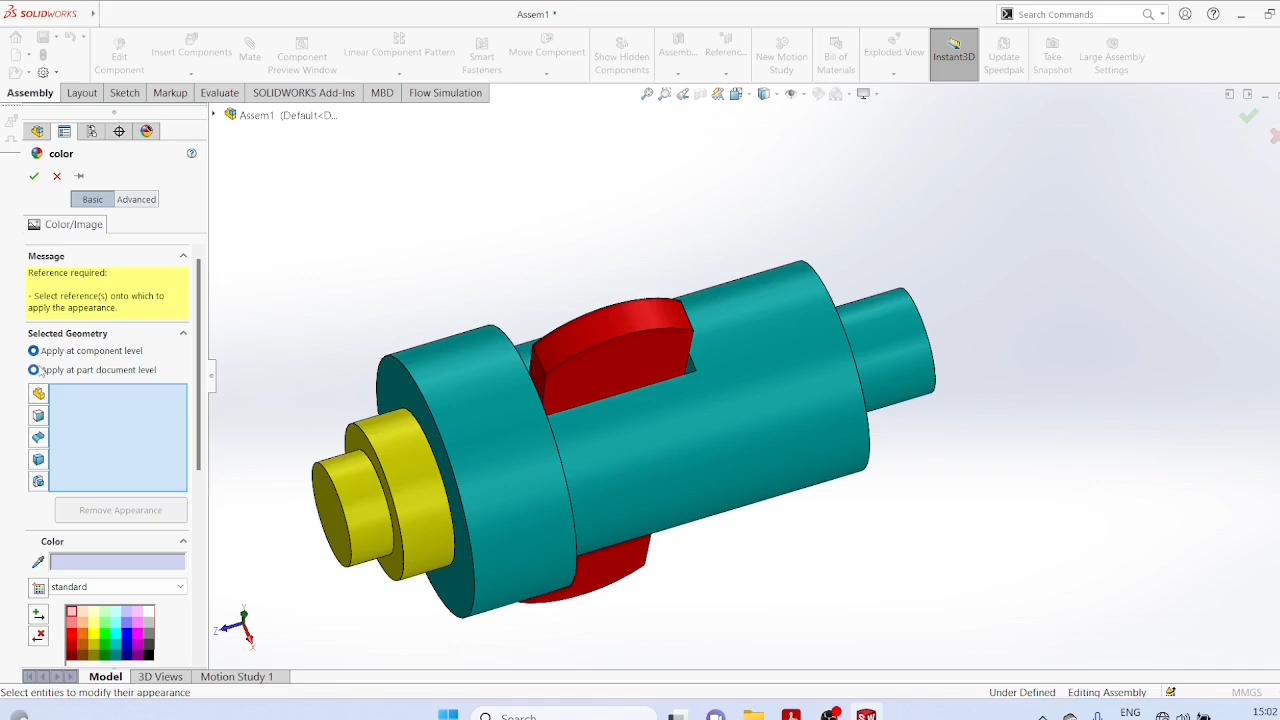 SOLIDWORKS
Assem1 *
Search Commands
Edit Component
Insert Components
Mate
Component Preview Window
Linear Component Pattern
Smart Fasteners
Move Component
Show Hidden Components
Assemb...
Referenc...
New Motion Study
Bill of Materials
Exploded View
Instant3D
Update Speedpak
Take Snapshot
Large Assembly Settings
Assembly
Layout
Sketch
Markup
Evaluate
SOLIDWORKS Add-Ins
MBD
Flow Simulation
Assem1 (Default<D...
color
Basic
Advanced
Color/Image
Message
Reference required:
- Select reference(s) onto which to
apply the appearance.
Selected Geometry
Apply at component level
Apply at part document level
Remove Appearance
Color
standard
Z
Y
X
Model
3D Views
Motion Study 1
Select entities to modify their appearance
Under Defined
Editing Assembly
MMGS
Search
ENG
15:02